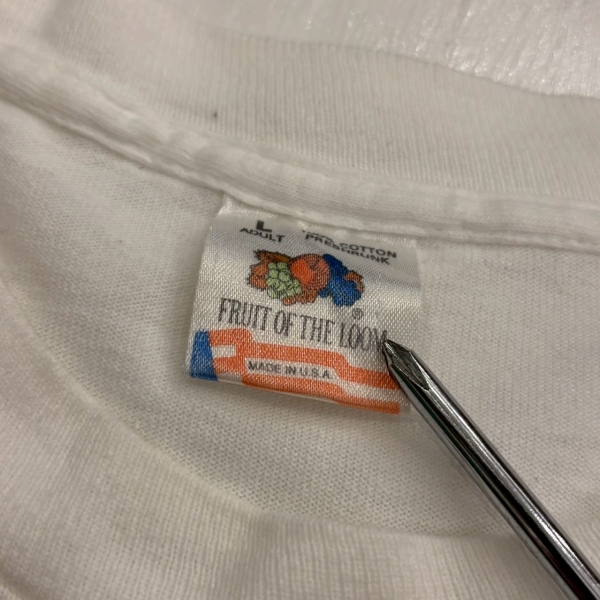 L
ADULT
COTTON
PRESHRUNK
®
FRUIT OF THE LOOM
MADE IN U.S.A.